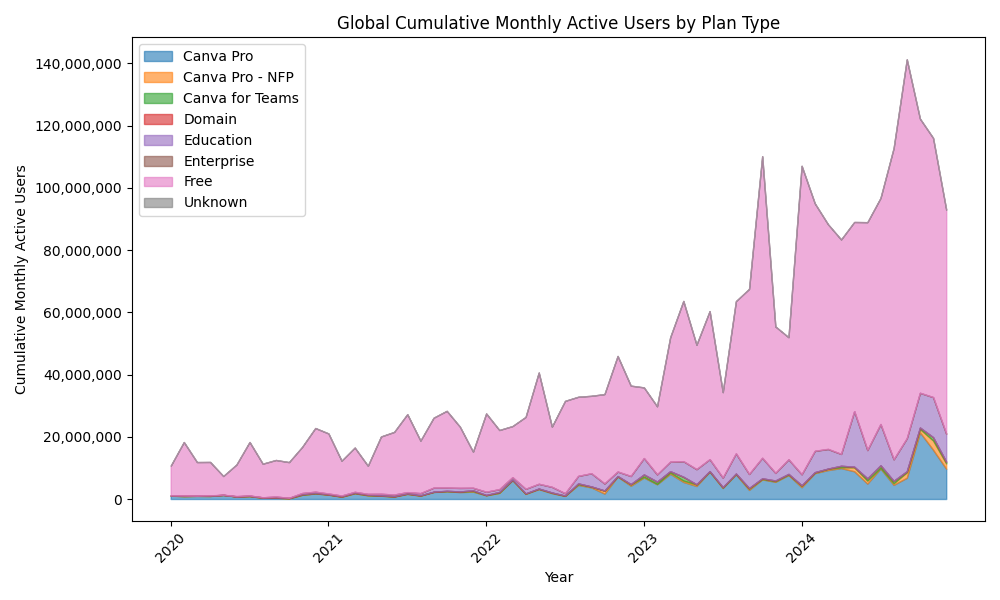 Global Cumulative Monthly Active Users by Plan Type
Canva Pro
Canva Pro - NFP
Canva for Teams
Domain
Education
Enterprise
Free
Unknown
140,000,000
120,000,000
100,000,000
80,000,000
60,000,000
40,000,000
20,000,000
0
Cumulative Monthly Active Users
2020
2021
2022
2023
2024
Year